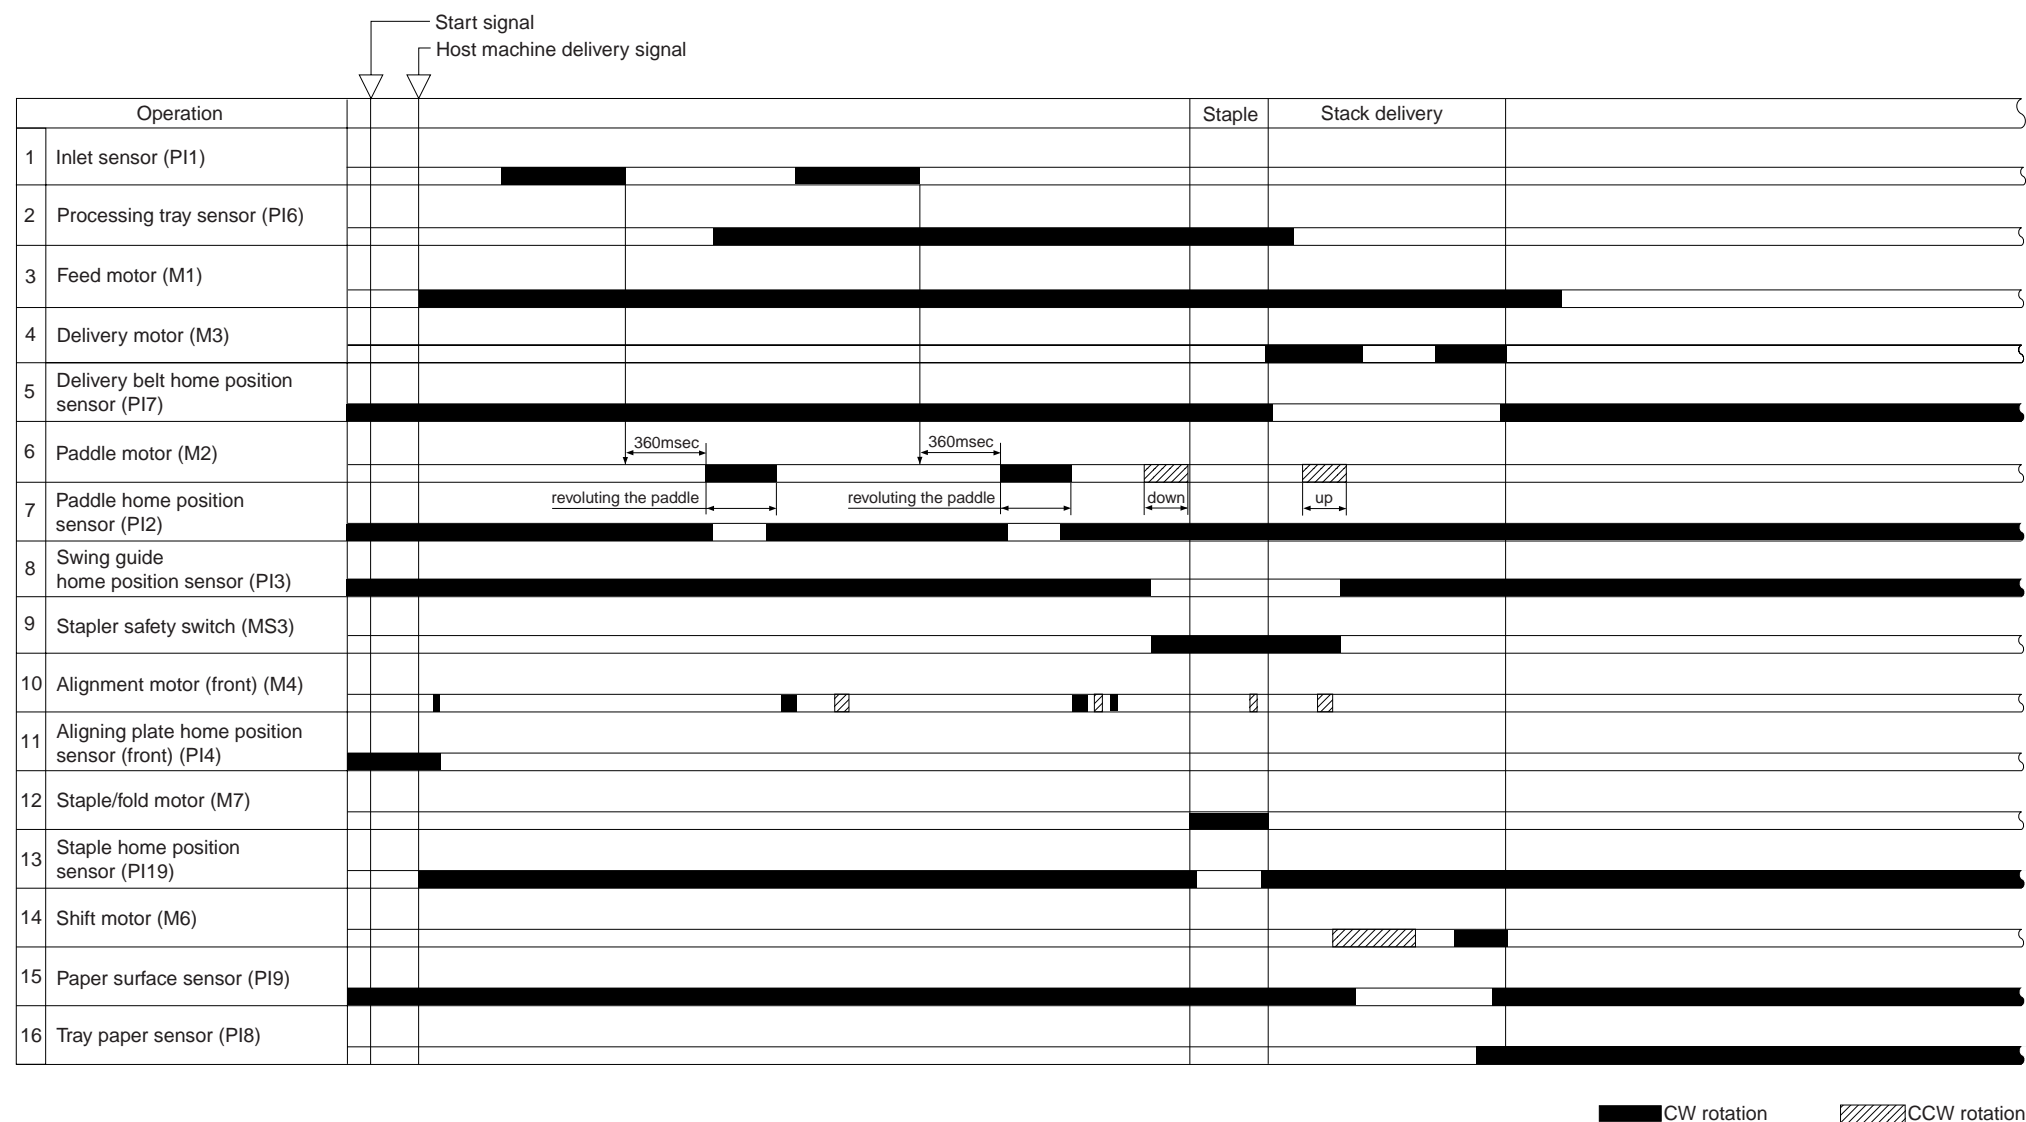 Start signal
Host machine delivery signal
Operation
Staple
Stack delivery
1
Inlet sensor (PI1)
2
Processing tray sensor (PI6)
3
Feed motor (M1)
4
Delivery motor (M3)
5
Delivery belt home position
sensor (PI7)
6
Paddle motor (M2)
360msec
360msec
revoluting the paddle
revoluting the paddle
down
up
7
Paddle home position
sensor (PI2)
8
Swing guide
home position sensor (PI3)
9
Stapler safety switch (MS3)
10
Alignment motor (front) (M4)
11
Aligning plate home position
sensor (front) (PI4)
12
Staple/fold motor (M7)
13
Staple home position
sensor (PI19)
14
Shift motor (M6)
15
Paper surface sensor (PI9)
16
Tray paper sensor (PI8)
CW rotation
CCW rotation